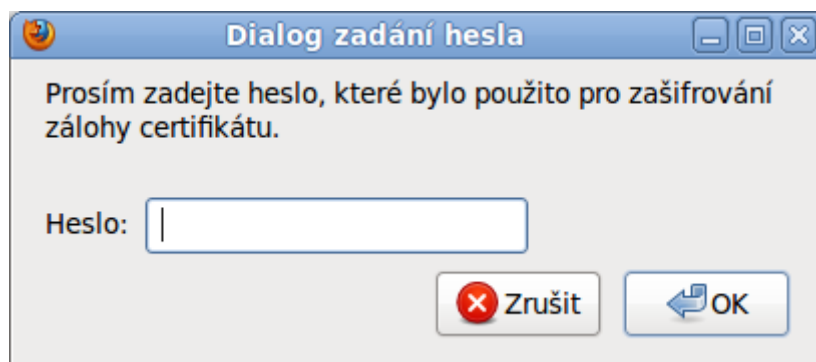 Dialog zadání hesla
Prosím zadejte heslo, které bylo použito pro zašifrování
zálohy certifikátu.
Heslo:
Zrušit
OK